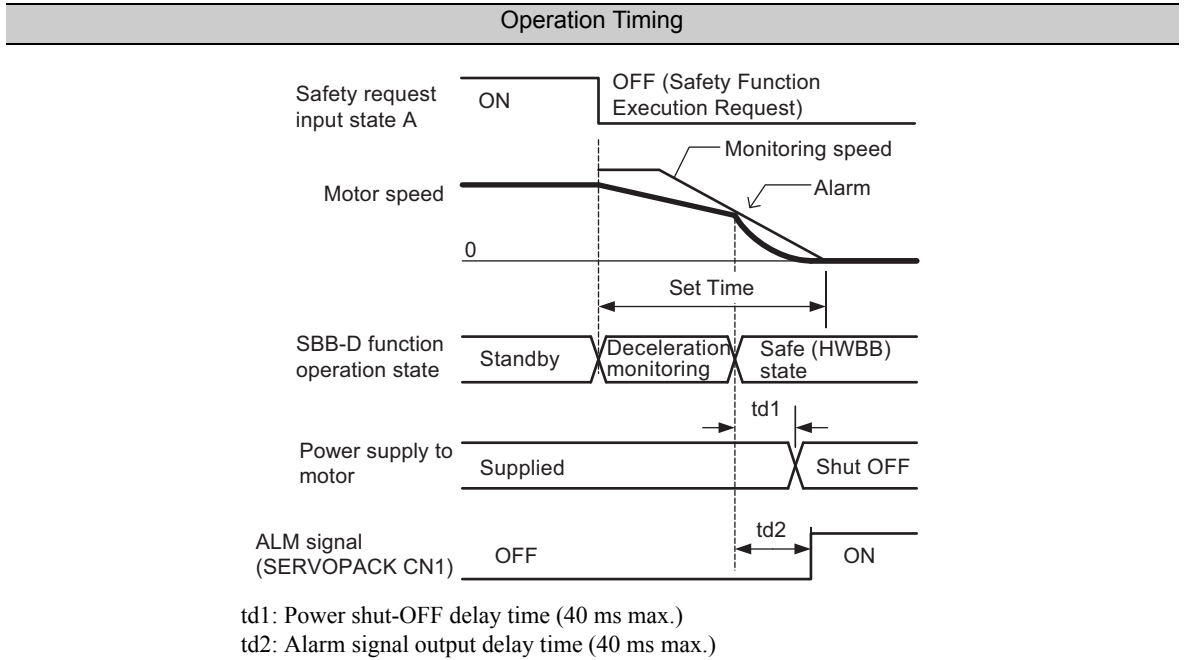 Operation Timing
Safety request
input state A
ON
OFF (Safety Function
Execution Request)
Monitoring speed
Alarm
Motor speed
0
Set Time
SBB-D function
operation state
Standby
Deceleration
monitoring
Safe (HWBB)
state
td1
Power supply to
motor
Supplied
Shut OFF
td2
ALM signal
(SERVOPACK CN1)
OFF
ON
td1: Power shut-OFF delay time (40 ms max.)
td2: Alarm signal output delay time (40 ms max.)